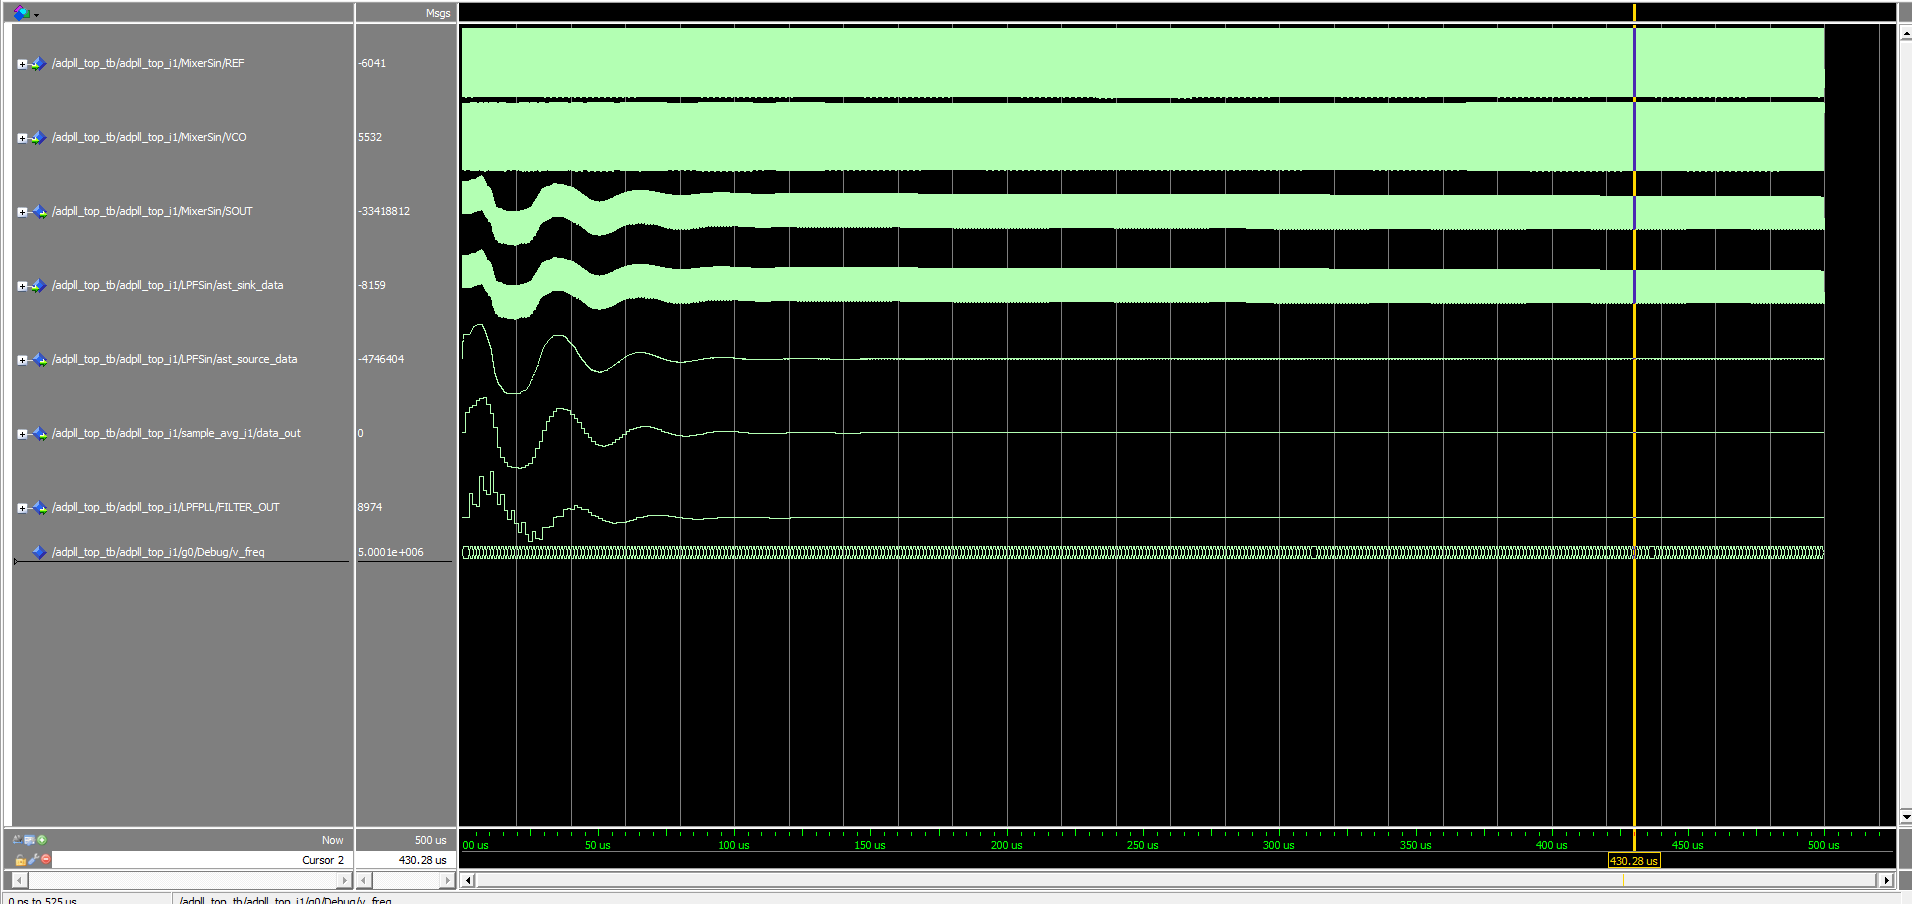 Msgs
/adpll_top_tb/adpll_top_i1/MixerSin/REF -6041
/adpll_top_tb/adpll_top_i1/MixerSin/VCO 5532
/adpll_top_tb/adpll_top_i1/MixerSin/SOUT -33418812
/adpll_top_tb/adpll_top_i1/LPFSin/ast_sink_data -8159
/adpll_top_tb/adpll_top_i1/LPFSin/ast_source_data -4746404
/adpll_top_tb/adpll_top_i1/sample_avg_i1/data_out 0
/adpll_top_tb/adpll_top_i1/LPFPLL/FILTER_OUT 8974
/adpll_top_tb/adpll_top_i1/g0/Debug/v_freq 5.0001e+006
Now 500 us 00 us 50 us 100 us 150 us 200 us 250 us 300 us 350 us 400 us 450 us 500 us
Cursor 2 430.28 us 430.28 us
0 ps to 525 us /adpll_top_tb/adpll_top_i1/g0/Debug/v_freq